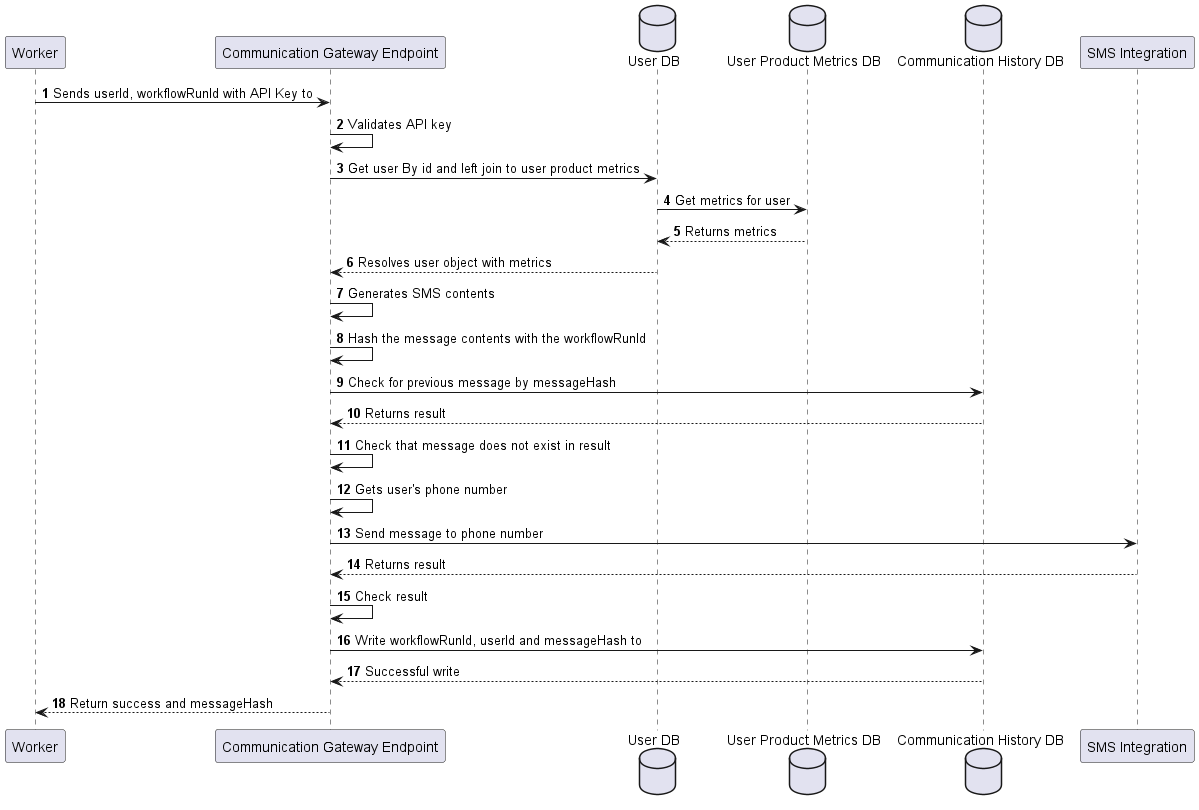 Worker
Communication Gateway Endpoint
User DB
User Product Metrics DB
Communication History DB
SMS Integration
1 Sends userId, workflowRunId with API Key to
2 Validates API key
3 Get user By id and left join to user product metrics
4 Get metrics for user
5 Returns metrics
6 Resolves user object with metrics
7 Generates SMS contents
8 Hash the message contents with the workflowRunId
9 Check for previous message by messageHash
10 Returns result
11 Check that message does not exist in result
12 Gets user's phone number
13 Send message to phone number
14 Returns result
15 Check result
16 Write workflowRunId, userId and messageHash to
17 Successful write
18 Return success and messageHash
Worker
Communication Gateway Endpoint
User DB
User Product Metrics DB
Communication History DB
SMS Integration